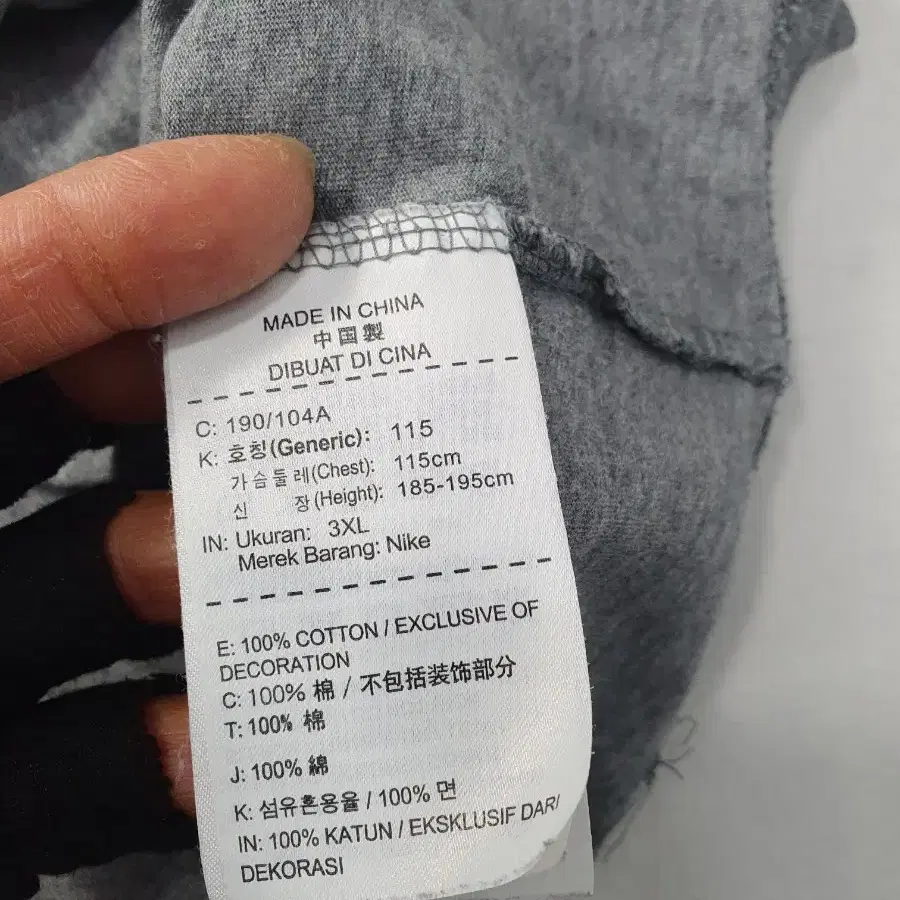 MADE IN CHINA
中国製
DIBUAT DI CINA
C: 190/104A
K: 호칭(Generic): 115
가슴둘레(Chest): 115cm
신 장(Height): 185-195cm
IN: Ukuran: 3XL
Merek Barang: Nike
E: 100% COTTON / EXCLUSIVE OF
DECORATION
C: 100% 棉 / 不包括装饰部分
T: 100% 棉
J: 100% 綿
K: 섬유혼용율 / 100% 면
IN: 100% KATUN / EKSKLUSIF DARI
DEKORASI